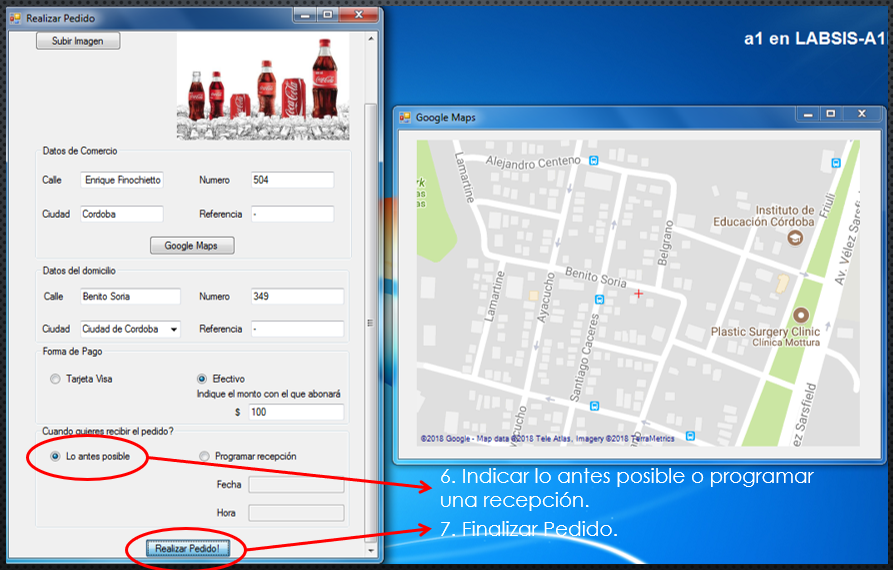 Realizar Pedido
Subir Imagen
a1 en LABSIS-A1
Coca-Cola
Datos de Comercio
Calle Enrique Finochietto Numero 504
Ciudad Cordoba Referencia -
Google Maps
Datos del domicilio
Calle Benito Soria Numero 349
Ciudad Ciudad de Cordoba Referencia -
Forma de Pago
Tarjeta Visa Efectivo
Indique el monto con el que abonará
$ 100
Cuando quieres recibir el pedido?
Lo antes posible Programar recepción
Fecha
Hora
Realizar Pedido!
Google Maps
Lamartine
Alejandro Centeno
Instituto de
Educación Córdoba
Friuli
Av. Vélez Sarsfield
Belgrano
Benito Soria
Lamartine
Ayacucho
Santiago Caceres
Plastic Surgery Clinic
Clínica Mottura
ez Sarsfield
cucho
©2018 Google - Map data ©2018 Tele Atlas, Imagery ©2018 TerraMetrics
6. Indicar lo antes posible o programar
una recepción.
7. Finalizar Pedido.